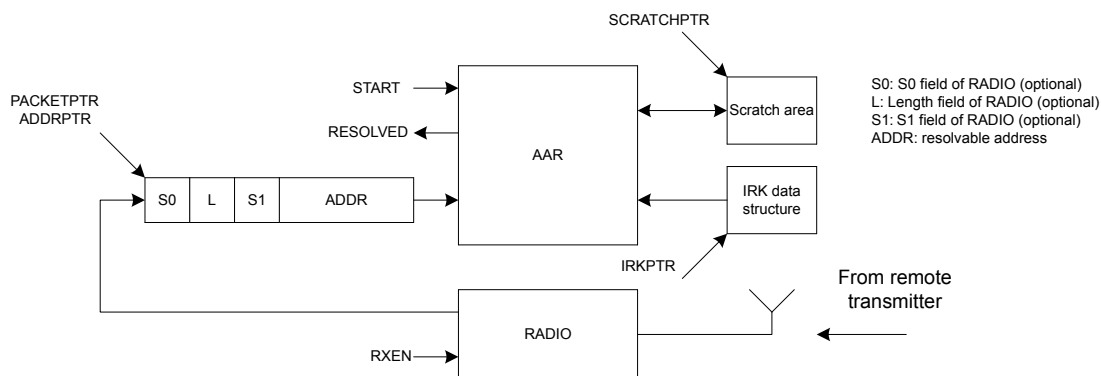 SCRATCHPTR
START
PACKETPTR
ADDRPTR
RESOLVED
AAR
Scratch area
S0: S0 field of RADIO (optional)
L: Length field of RADIO (optional)
S1: S1 field of RADIO (optional)
ADDR: resolvable address
S0 L S1 ADDR
IRK data
structure
IRKPTR
From remote
transmitter
RADIO
RXEN